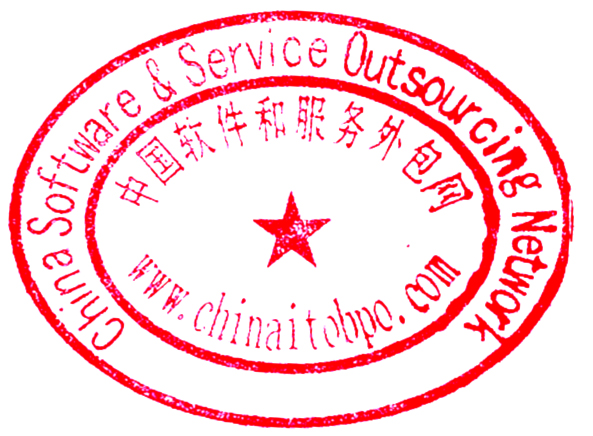 China Software & Service Outsourcing Network
中国软件和服务外包网
www.chinaitobpo.com